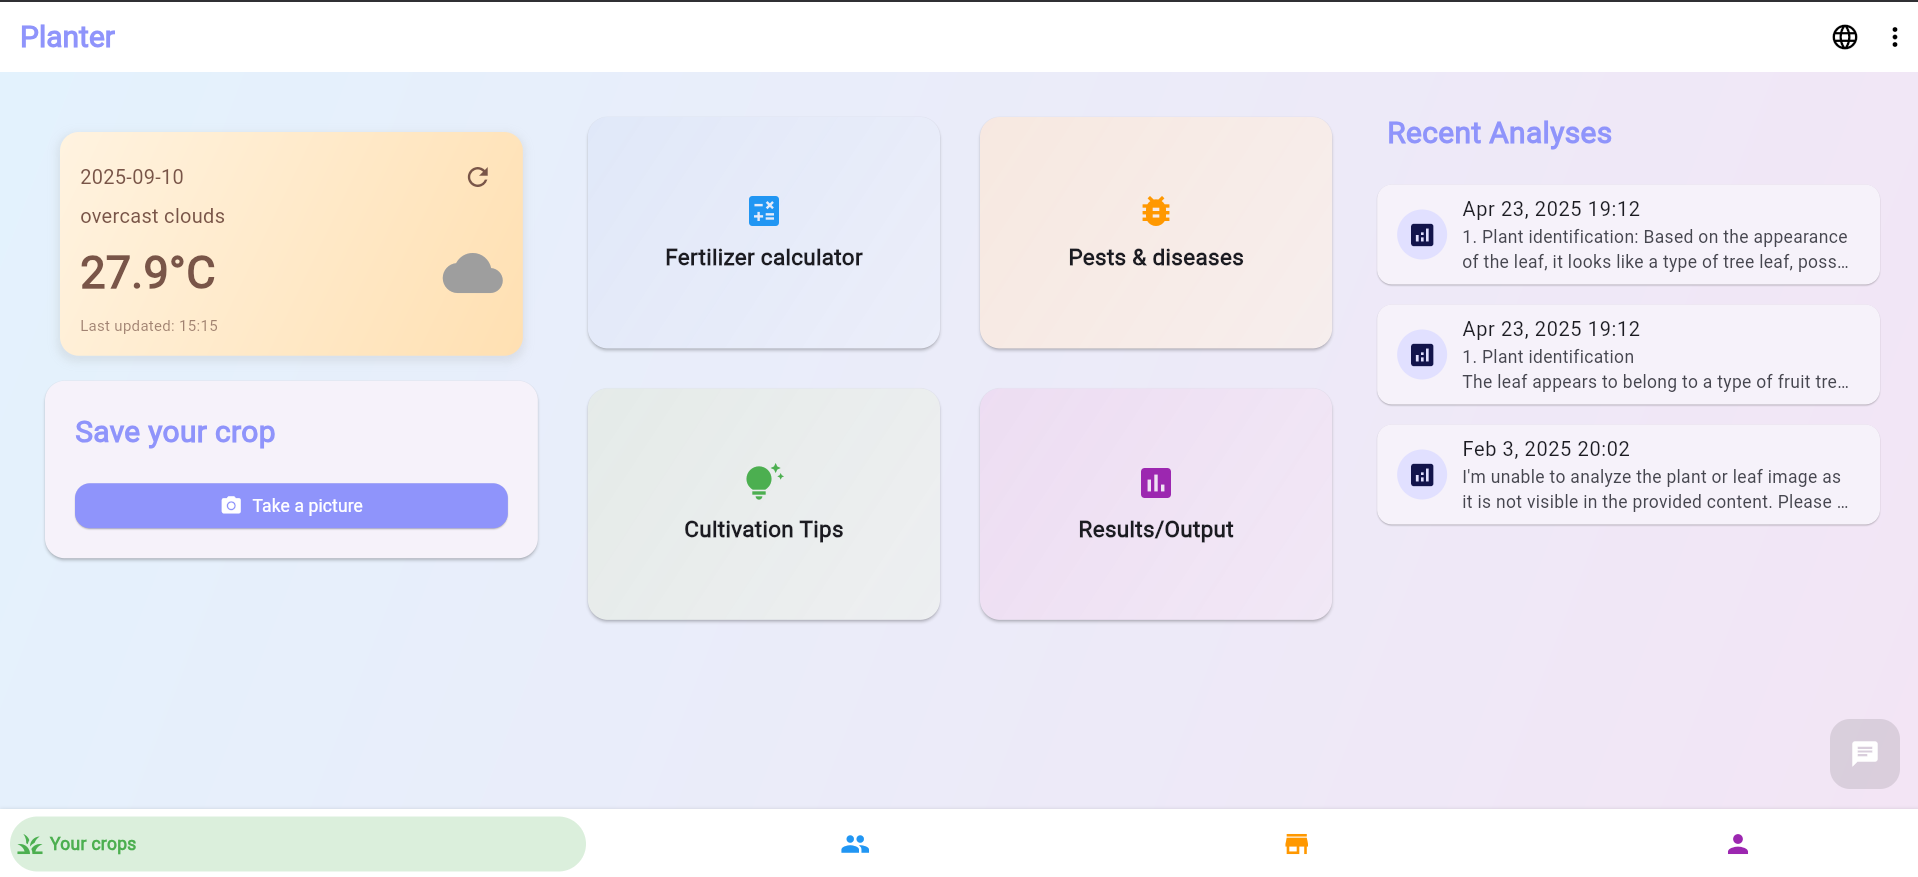 Planter
2025-09-10
overcast clouds
27.9°C
Last updated: 15:15
Save your crop
Take a picture
Fertilizer calculator
Pests & diseases
Cultivation Tips
Results/Output
Recent Analyses
Apr 23, 2025 19:12
1. Plant identification: Based on the appearance
of the leaf, it looks like a type of tree leaf, poss…
Apr 23, 2025 19:12
1. Plant identification
The leaf appears to belong to a type of fruit tre…
Feb 3, 2025 20:02
I'm unable to analyze the plant or leaf image as
it is not visible in the provided content. Please …
Your crops